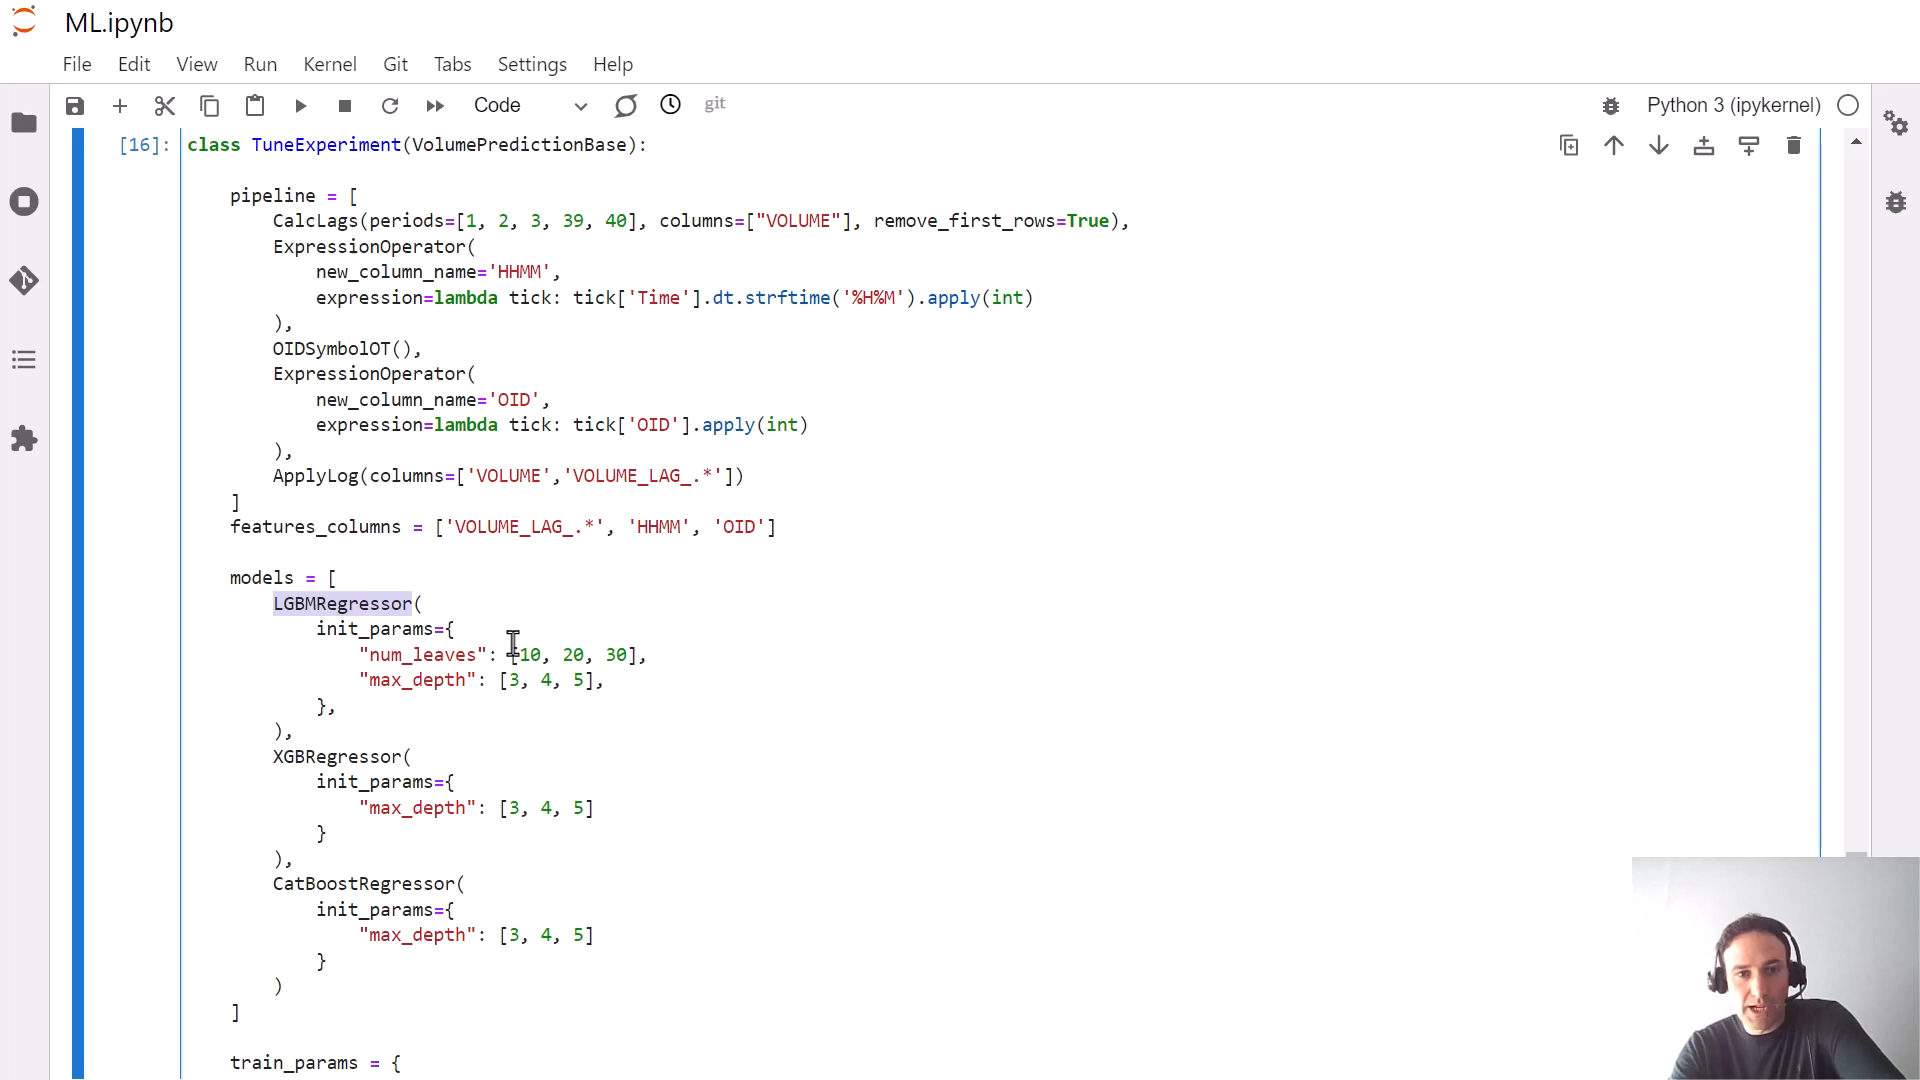 ML.ipynb
File Edit View Run Kernel Git Tabs Settings Help
Code git Python 3 (ipykernel)
[16]: class TuneExperiment(VolumePredictionBase):
pipeline = [
CalcLags(periods=[1, 2, 3, 39, 40], columns=["VOLUME"], remove_first_rows=True),
ExpressionOperator(
new_column_name='HHMM',
expression=lambda tick: tick['Time'].dt.strftime('%H%M').apply(int)
),
OIDSymbolOT(),
ExpressionOperator(
new_column_name='OID',
expression=lambda tick: tick['OID'].apply(int)
),
ApplyLog(columns=['VOLUME','VOLUME_LAG_.*'])
]
features_columns = ['VOLUME_LAG_.*', 'HHMM', 'OID']
models = [
LGBMRegressor(
init_params={
"num_leaves": [10, 20, 30],
"max_depth": [3, 4, 5],
},
),
XGBRegressor(
init_params={
"max_depth": [3, 4, 5]
}
),
CatBoostRegressor(
init_params={
"max_depth": [3, 4, 5]
}
)
]
train_params = {